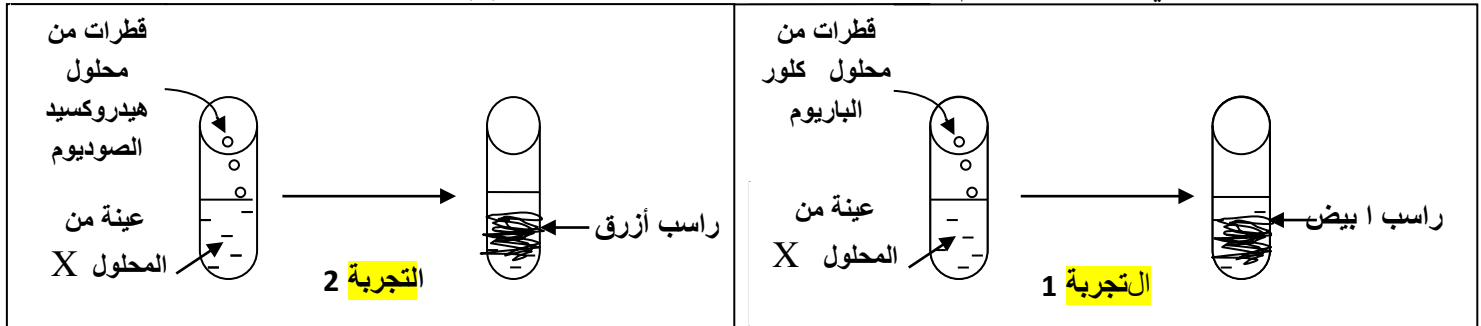 قطرات من
محلول كلور
الباريوم
عينة من
المحلول X
راسب ا بيض
التجربة 1
قطرات من
محلول
هيدروكسيد
الصوديوم
عينة من
المحلول X
راسب أزرق
التجربة 2